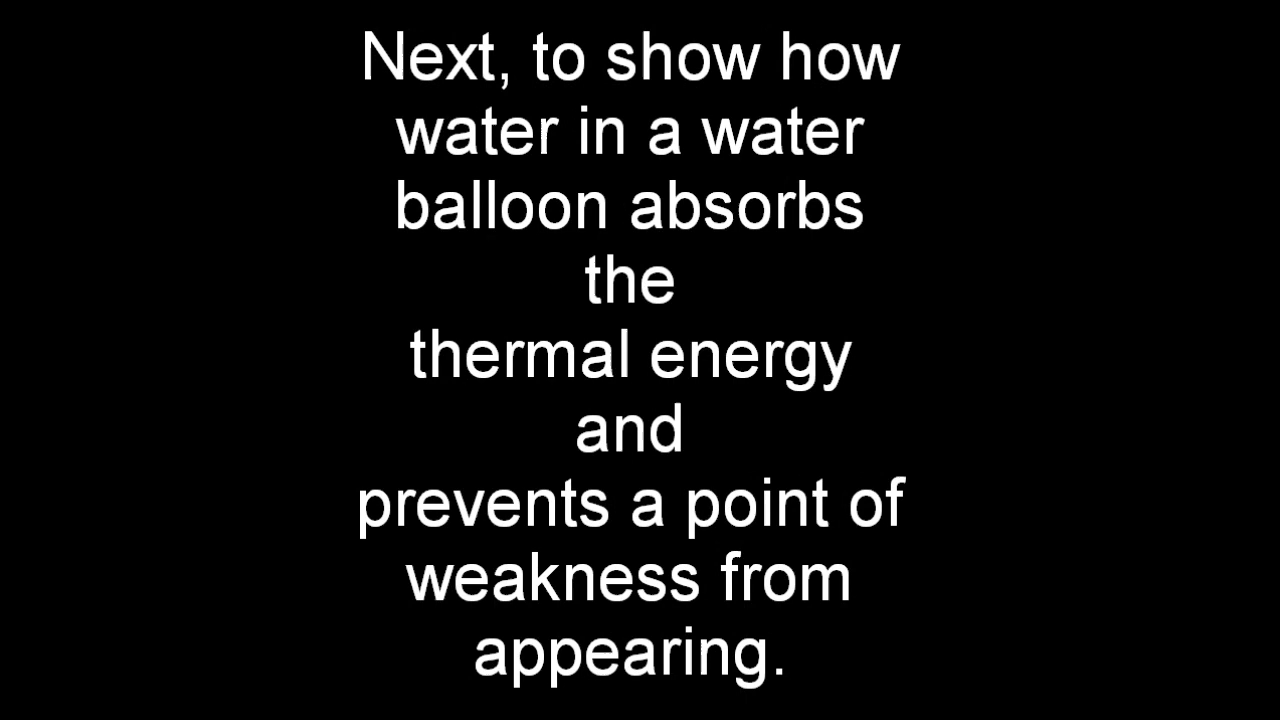 Next, to show how
water in a water
balloon absorbs
the
thermal energy
and
prevents a point of
weakness from
appearing.